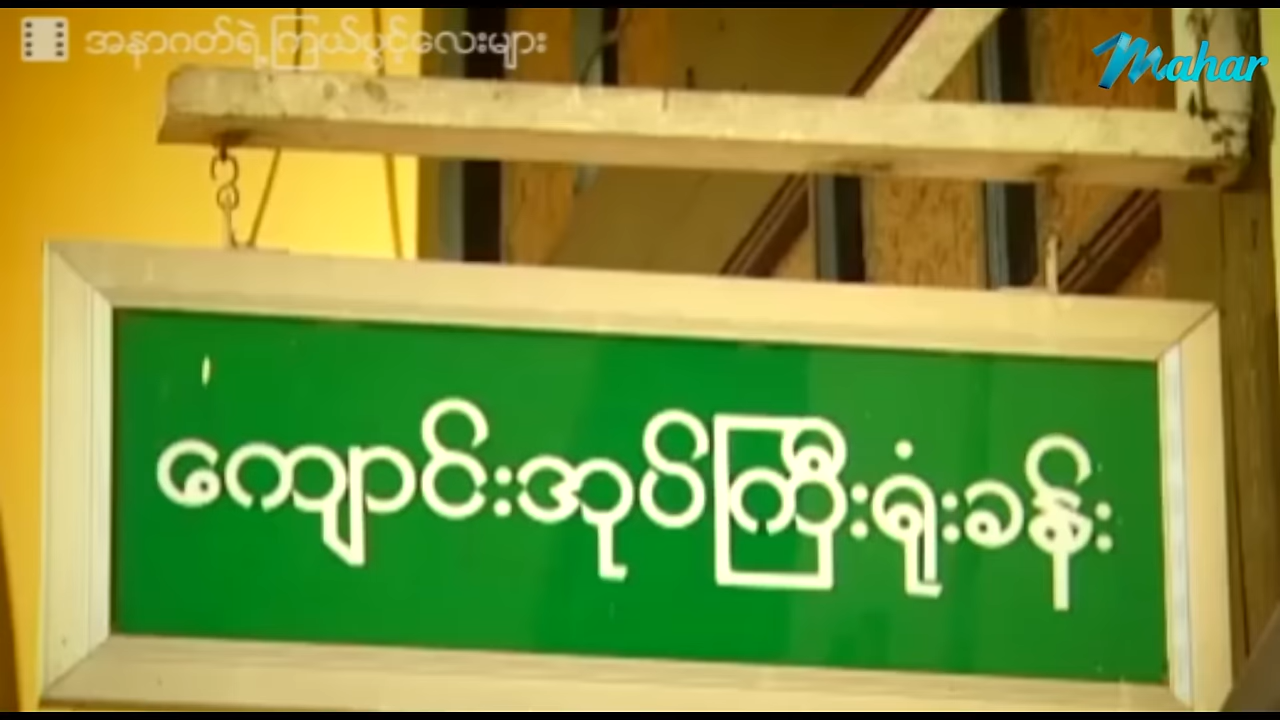 အနာဂတ်ရဲ့ကြယ်ပွင့်လေးများ
Mahar
ကျောင်းအုပ်ကြီးရုံးခန်း